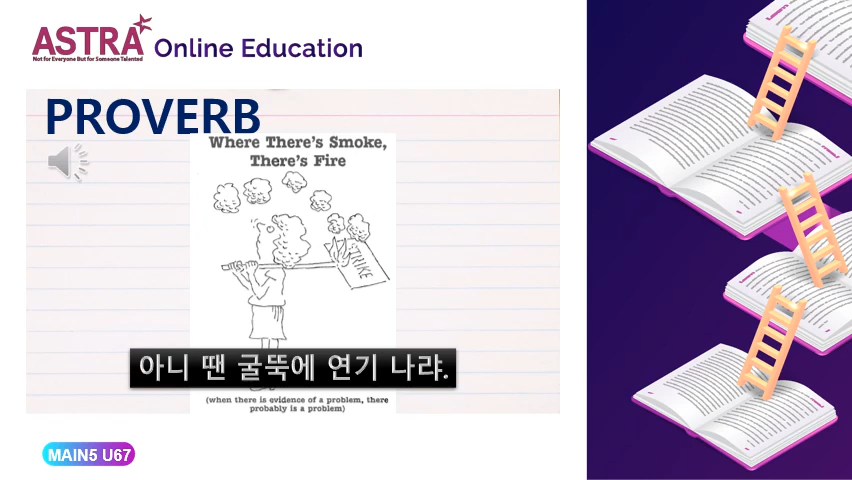 ASTRA
Not for Everyone But for Someone Talented
Online Education
PROVERB
Where There's Smoke,
There's Fire
아니 땐 굴뚝에 연기 나랴.
(when there is evidence of a problem, there
probably is a problem)
MAIN5 U67